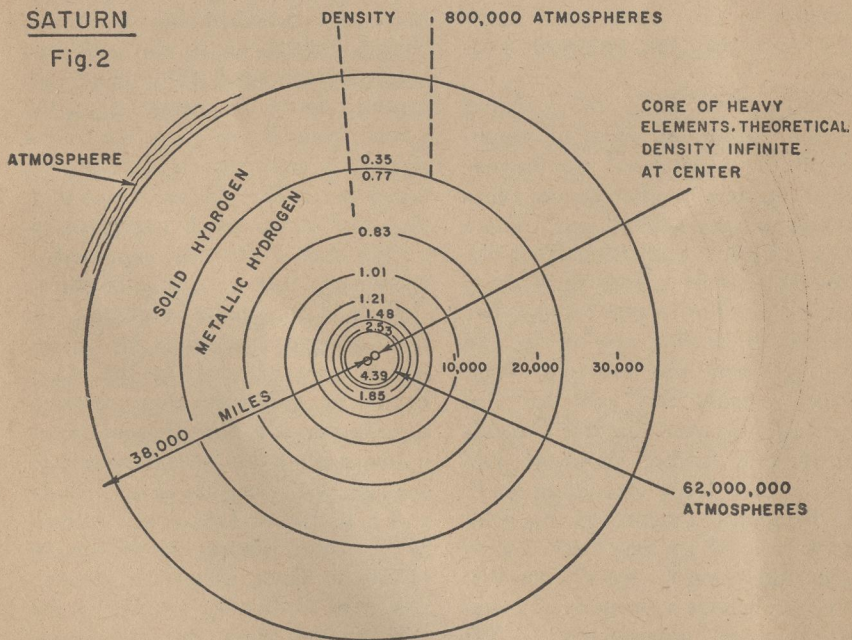 SATURN
Fig.2
DENSITY
800,000 ATMOSPHERES
CORE OF HEAVY
ELEMENTS. THEORETICAL
DENSITY INFINITE
AT CENTER
ATMOSPHERE
SOLID HYDROGEN
METALLIC HYDROGEN
0.35
0.77
0.83
1.01
1.21
1.48
2.53
4.39
1.85
10,000
20,000
30,000
38,000 MILES
62,000,000
ATMOSPHERES